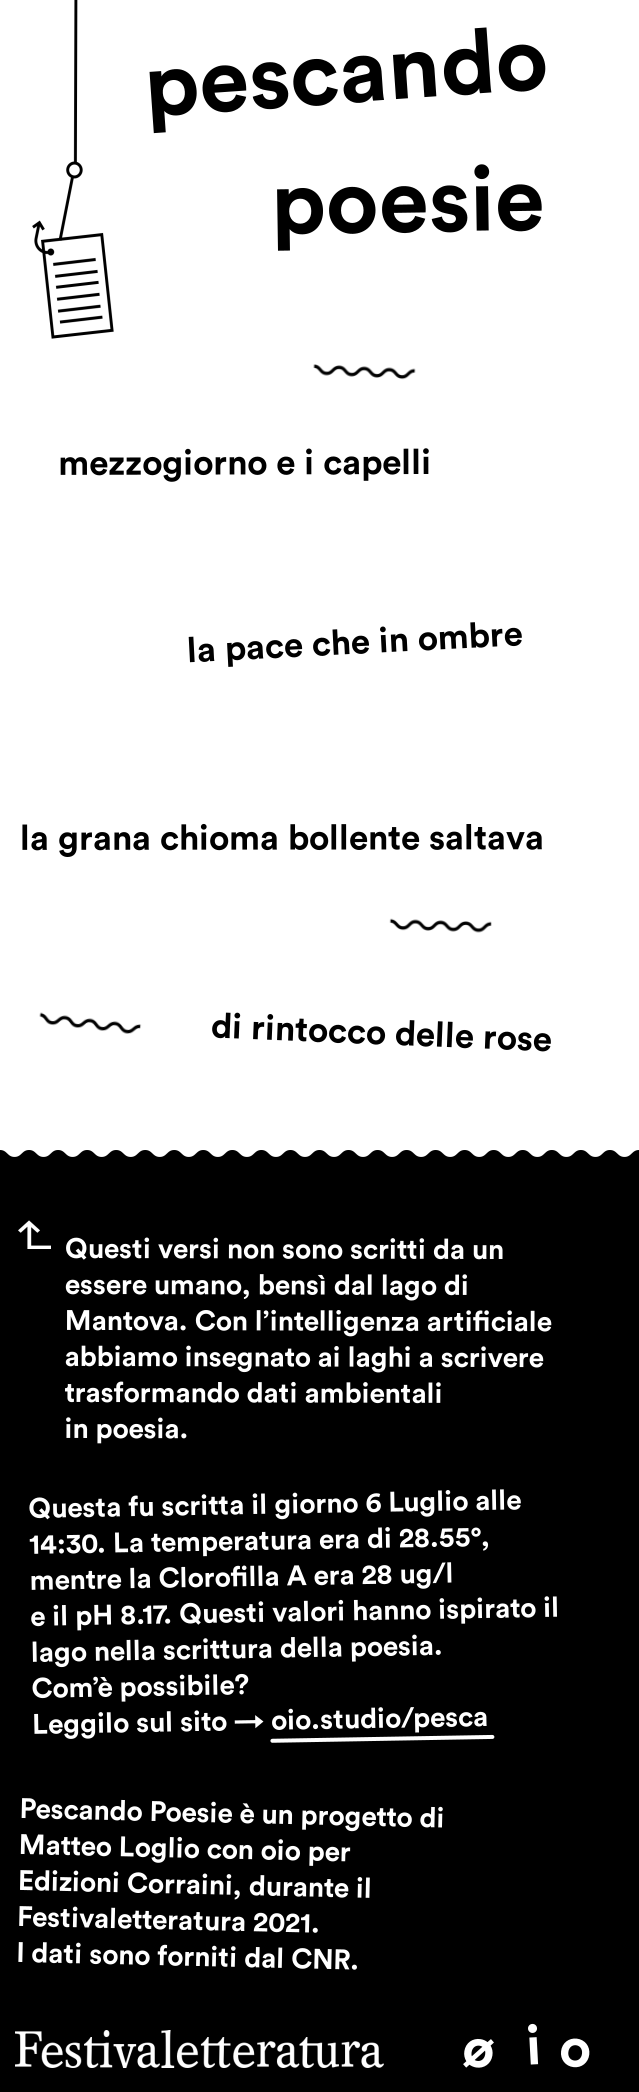 pescando
poesie
mezzogiorno e i capelli
la pace che in ombre
la grana chioma bollente saltava
di rintocco delle rose
Questi versi non sono scritti da un
essere umano, bensì dal lago di
Mantova. Con l’intelligenza artificiale
abbiamo insegnato ai laghi a scrivere
trasformando dati ambientali
in poesia.
Questa fu scritta il giorno 6 Luglio alle
14:30. La temperatura era di 28.55°,
mentre la Clorofilla A era 28 ug/l
e il pH 8.17. Questi valori hanno ispirato il
lago nella scrittura della poesia.
Com’è possibile?
Leggilo sul sito → oio.studio/pesca
Pescando Poesie è un progetto di
Matteo Loglio con oio per
Edizioni Corraini, durante il
Festivaletteratura 2021.
I dati sono forniti dal CNR.
Festivaletteratura ø i o